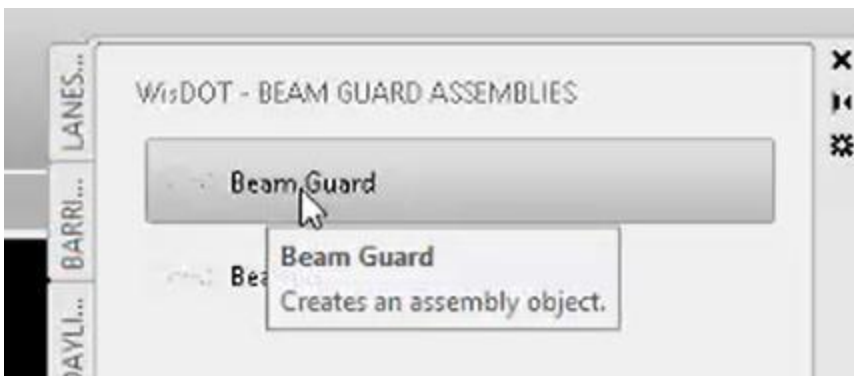 LANES...
BARRI...
DAYLI...
WisDOT - BEAM GUARD ASSEMBLIES
Beam Guard
Beam Guard
Creates an assembly object.